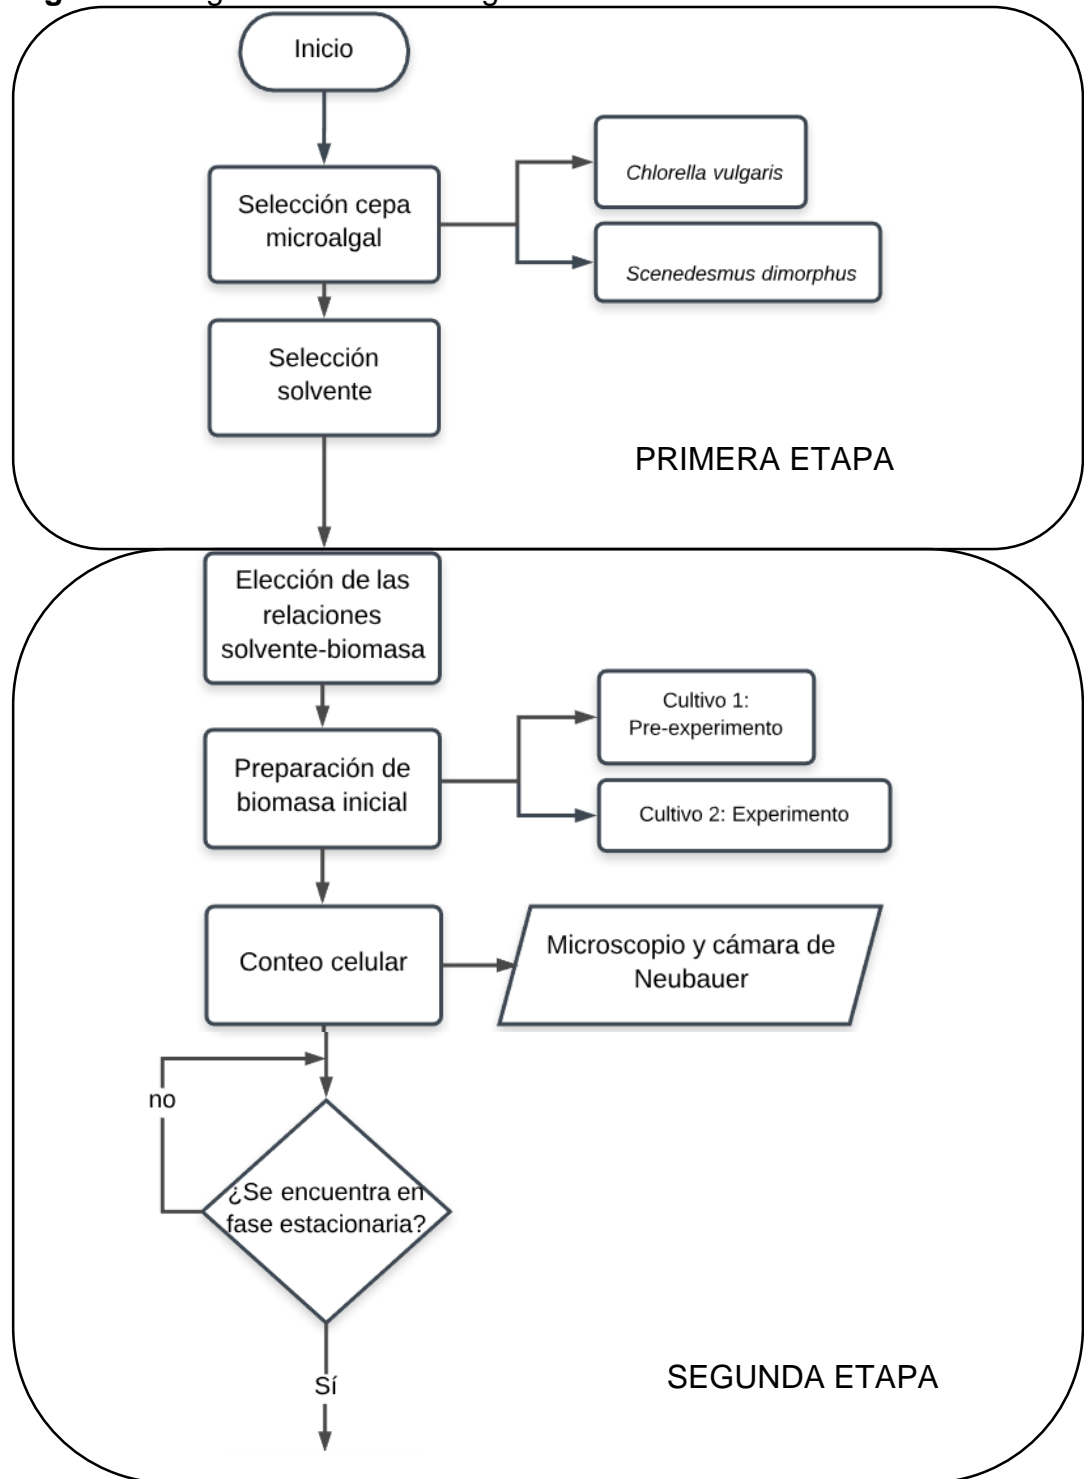 Inicio
Selección cepa
microalgal
Chlorella vulgaris
Scenedesmus dimorphus
Selección
solvente
PRIMERA ETAPA
Elección de las
relaciones
solvente-biomasa
Preparación de
biomasa inicial
Cultivo 1:
Pre-experimento
Cultivo 2: Experimento
Conteo celular
Microscopio y cámara de
Neubauer
no
¿Se encuentra en
fase estacionaria?
Sí
SEGUNDA ETAPA